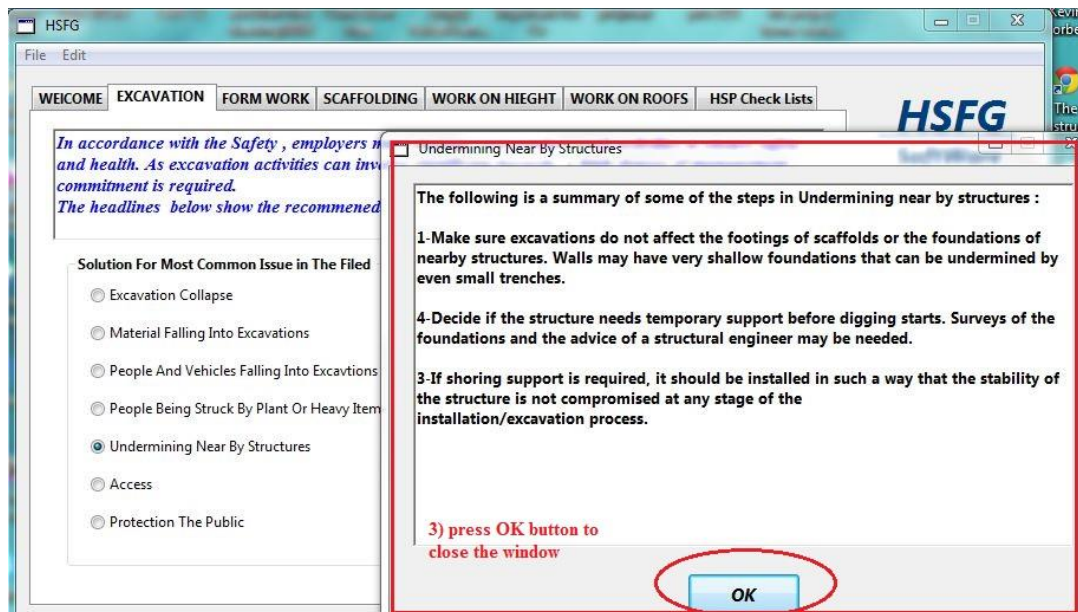 HSFG
File Edit
WElCOME EXCAVATION FORM WORK SCAFFOLDING WORK ON HIEGHT WORK ON ROOFS HSP Check Lists
HSFG
SoftWare
In accordance with the Safety , employers
and health. As excavation activities can
commitment is required.
The headlines below show the recommened
Solution For Most Common Issue in The Filed
Excavation Collapse
Material Falling Into Excavations
People And Vehicles Falling Into Excavtions
People Being Struck By Plant Or Heavy Item
Undermining Near By Structures
Access
Protection The Public
Undermining Near By Structures
The following is a summary of some of the steps in Undermining near by structures :
1-Make sure excavations do not affect the footings of scaffolds or the foundations of
nearby structures. Walls may have very shallow foundations that can be undermined by
even small trenches.
4-Decide if the structure needs temporary support before digging starts. Surveys of the
foundations and the advice of a structural engineer may be needed.
3-If shoring support is required, it should be installed in such a way that the stability of
the structure is not compromised at any stage of the
installation/excavation process.
3) press OK button to
close the window
OK
The